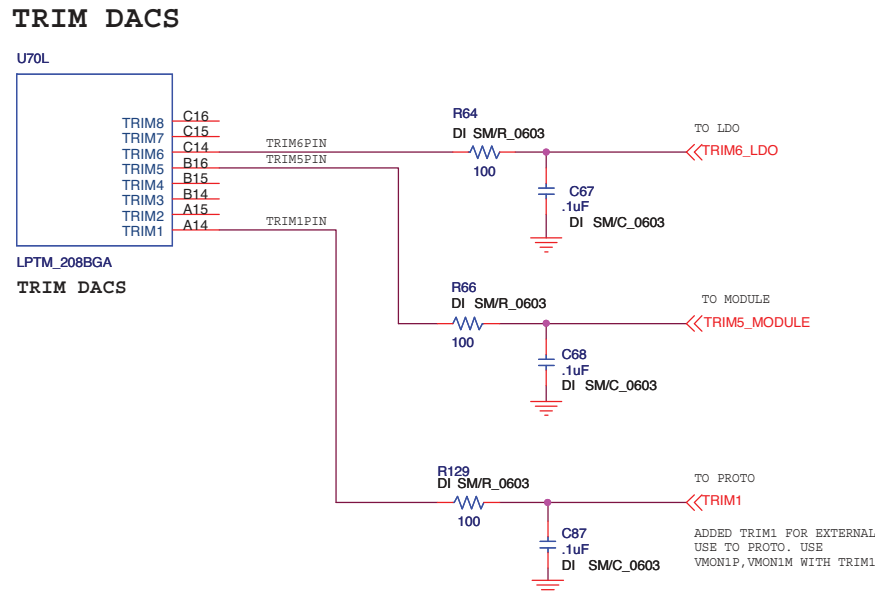 TRIM DACS
U70L
TRIM8 C16
TRIM7 C15
TRIM6 C14
TRIM5 B16
TRIM4 B15
TRIM3 B14
TRIM2 A15
TRIM1 A14
LPTM_208BGA
TRIM DACS
TRIM6PIN
TRIM5PIN
TRIM1PIN
R64
DI SM/R_0603
100
TO LDO
TRIM6_LDO
C67
.1uF
DI SM/C_0603
R66
DI SM/R_0603
100
TO MODULE
TRIM5_MODULE
C68
.1uF
DI SM/C_0603
R129
DI SM/R_0603
100
TO PROTO
TRIM1
C87
.1uF
DI SM/C_0603
ADDED TRIM1 FOR EXTERNAL
USE TO PROTO. USE
VMON1P,VMON1M WITH TRIM1